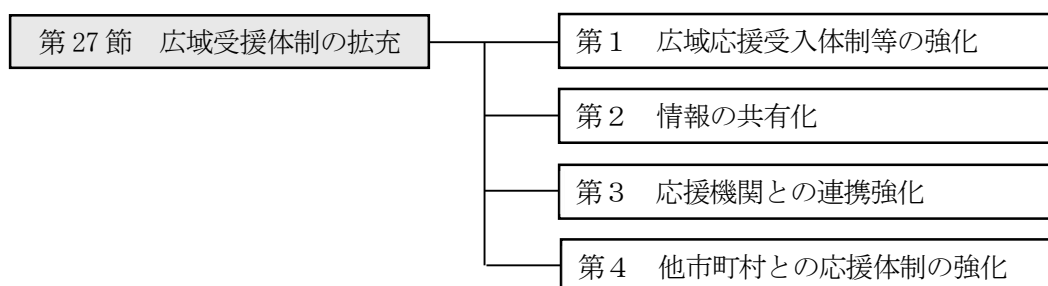 第27節　広域受援体制の拡充
第１　広域応援受入体制等の強化
第２　情報の共有化
第３　応援機関との連携強化
第４　他市町村との応援体制の強化